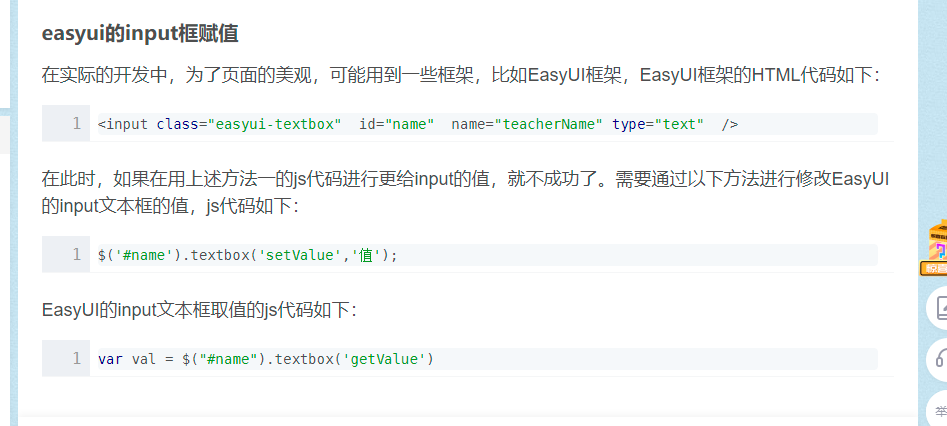 easyui的input框赋值
在实际的开发中，为了页面的美观，可能用到一些框架，比如EasyUI框架，EasyUI框架的HTML代码如下：
1 <input class="easyui-textbox"  id="name"  name="teacherName" type="text"  />
在此时，如果在用上述方法一的js代码进行更给input的值，就不成功了。需要通过以下方法进行修改EasyUI
的input文本框的值，js代码如下：
1 $('#name').textbox('setValue','值');
EasyUI的input文本框取值的js代码如下：
1 var val = $("#name").textbox('getValue')
举